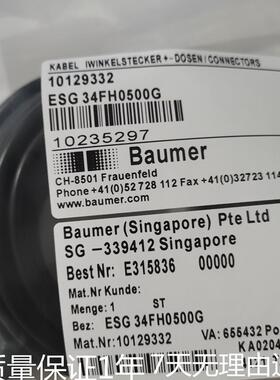 KABEL (WINKELSTECKER + -DOSEN/CONNECTORS
10129332
ESG 34FH0500G
10235297
Baumer
CH-8501 Frauenfeld
Phone +41(0)52 728 112 Fax +41(0)32723 114
www.baumer.com
Baumer (Singapore) Pte Ltd
SG -339412 Singapore
Best Nr: E315836 00000
Mat.Nr Kunde:
Menge: 1 ST
Bez: ESG 34FH0500G
Mat.Nr: 10129332 VA: 655432 Po
KA0204
质量保证1年 7天无理由